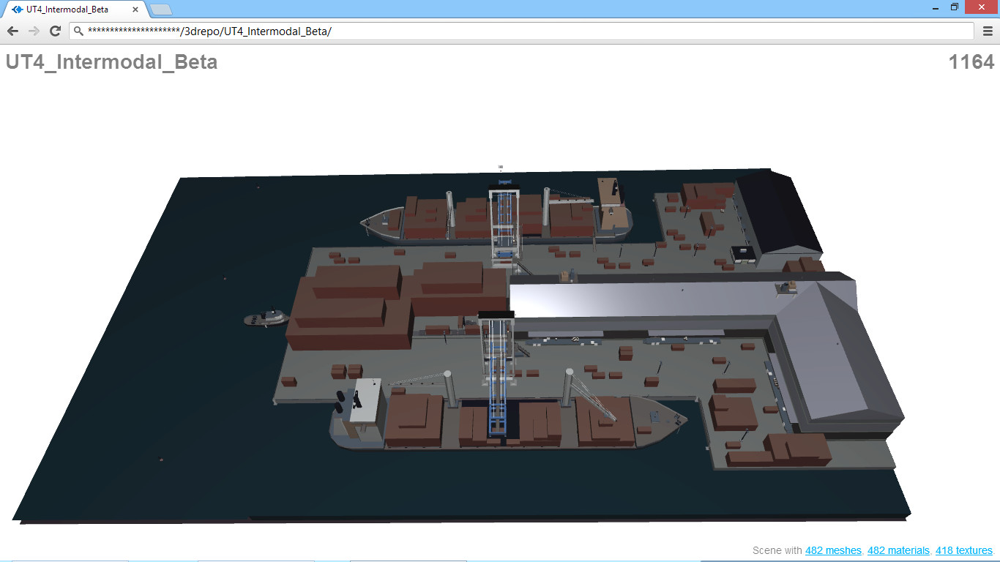 UT4_Intermodal_Beta
*********************/3drepo/UT4_Intermodal_Beta/
UT4_Intermodal_Beta 1164
Scene with 482 meshes, 482 materials, 418 textures.